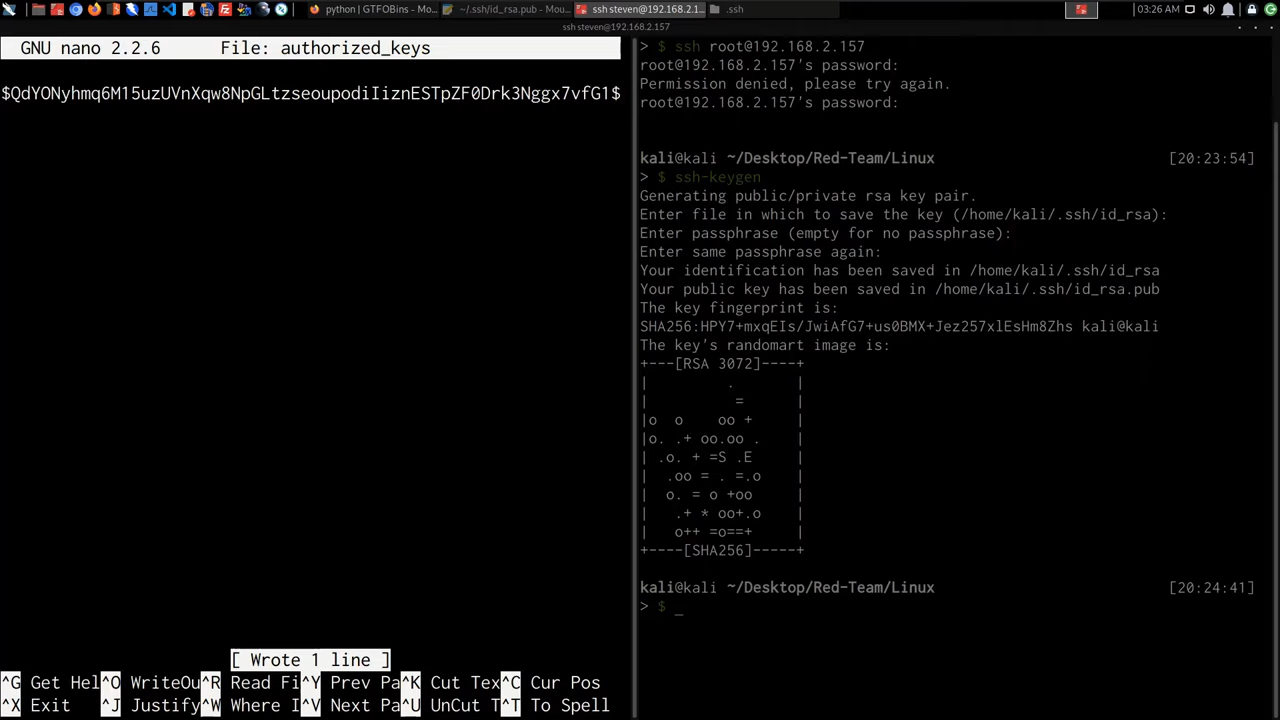 python | GTFOBins - Mo...
~/.ssh/id_rsa.pub - Mou...
ssh steven@192.168.2.1...
.ssh
03:26 AM
ssh steven@192.168.2.157
GNU nano 2.2.6 File: authorized_keys
$QdYONyhmq6M15uzUVnXqw8NpGLtzseoupodiIiznESTpZF0Drk3Nggx7vfG1$
[ Wrote 1 line ]
^G Get Hel^O WriteOu^R Read Fi^Y Prev Pa^K Cut Tex^C Cur Pos
^X Exit ^J Justify^W Where I^V Next Pa^U UnCut T^T To Spell
> $ ssh root@192.168.2.157
root@192.168.2.157's password:
Permission denied, please try again.
root@192.168.2.157's password:
kali@kali ~/Desktop/Red-Team/Linux [20:23:54]
> $ ssh-keygen
Generating public/private rsa key pair.
Enter file in which to save the key (/home/kali/.ssh/id_rsa):
Enter passphrase (empty for no passphrase):
Enter same passphrase again:
Your identification has been saved in /home/kali/.ssh/id_rsa
Your public key has been saved in /home/kali/.ssh/id_rsa.pub
The key fingerprint is:
SHA256:HPY7+mxqEIs/JwiAfG7+us0BMX+Jez257xlEsHm8Zhs kali@kali
The key's randomart image is:
+---[RSA 3072]----+
|         .       |
|          =      |
|o  o    oo +     |
|o. .+ oo.oo .    |
| .o. + =S .E     |
|  .oo = . =.o    |
|  o. = o +oo     |
|   .+ * oo+.o    |
|   o++ =o==+     |
+----[SHA256]-----+
kali@kali ~/Desktop/Red-Team/Linux [20:24:41]
> $ _